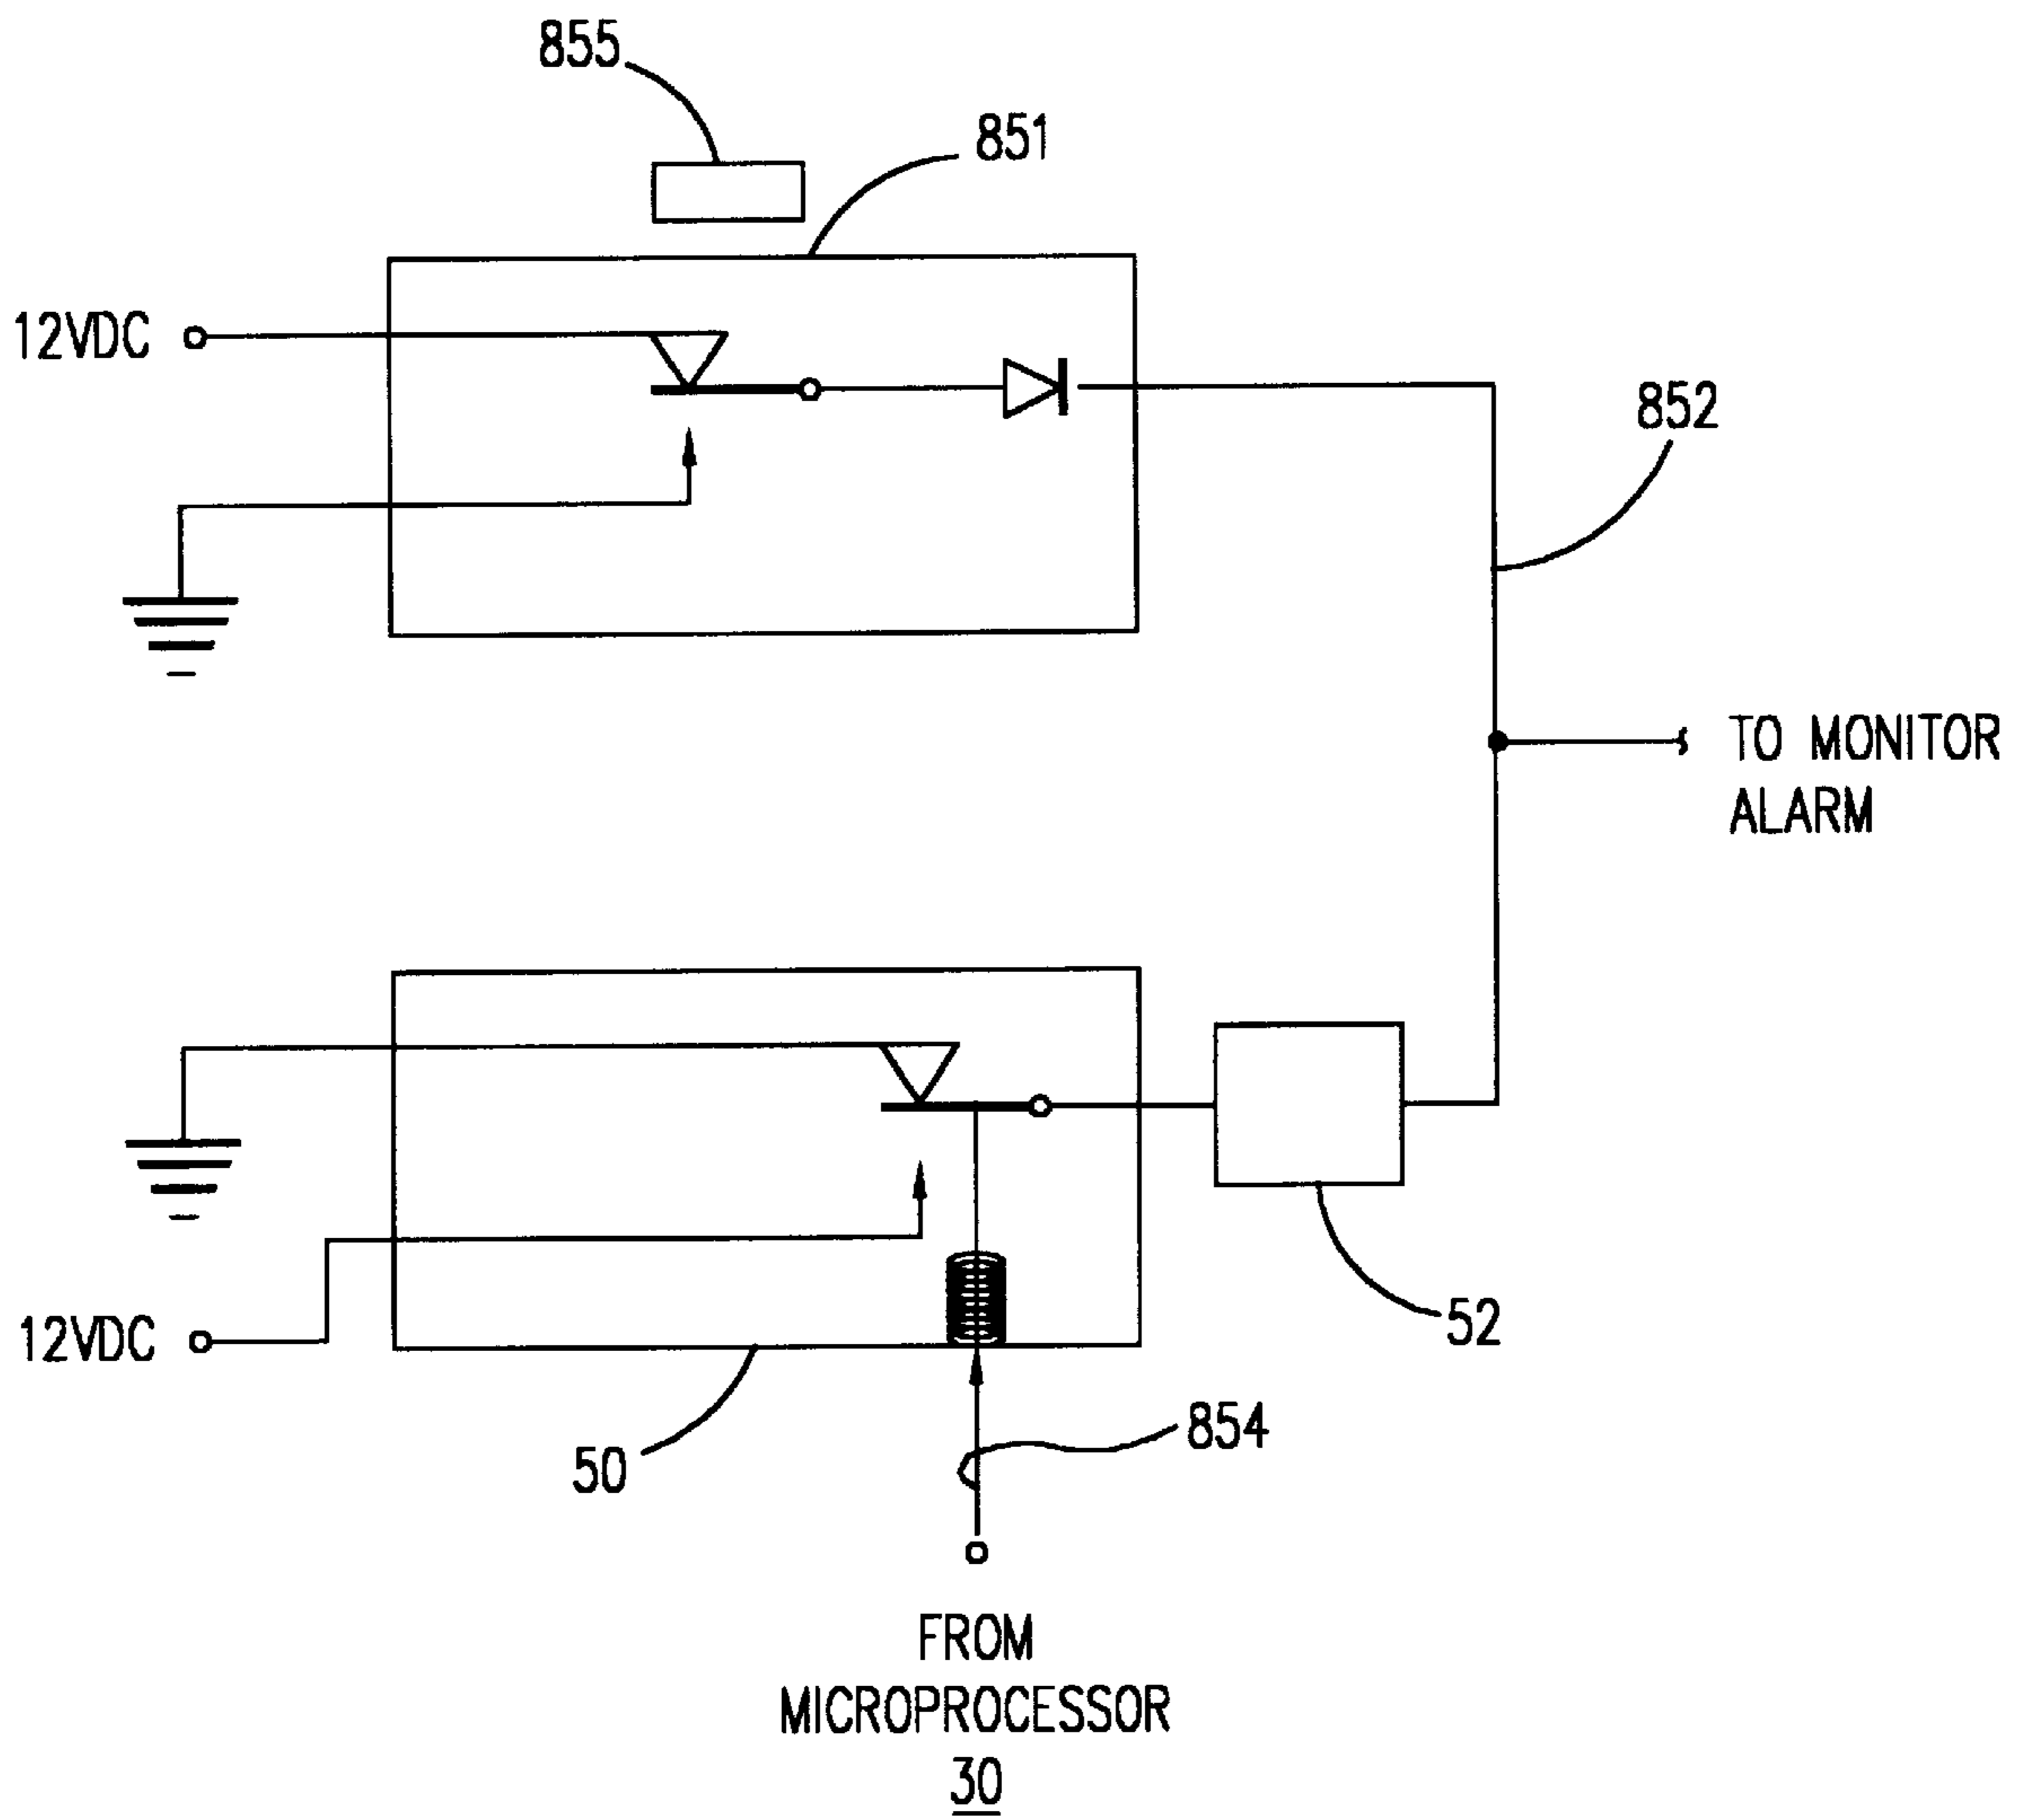 855
851
12VDC
852
TO MONITOR
ALARM
12VDC
52
50
854
FROM
MICROPROCESSOR
30